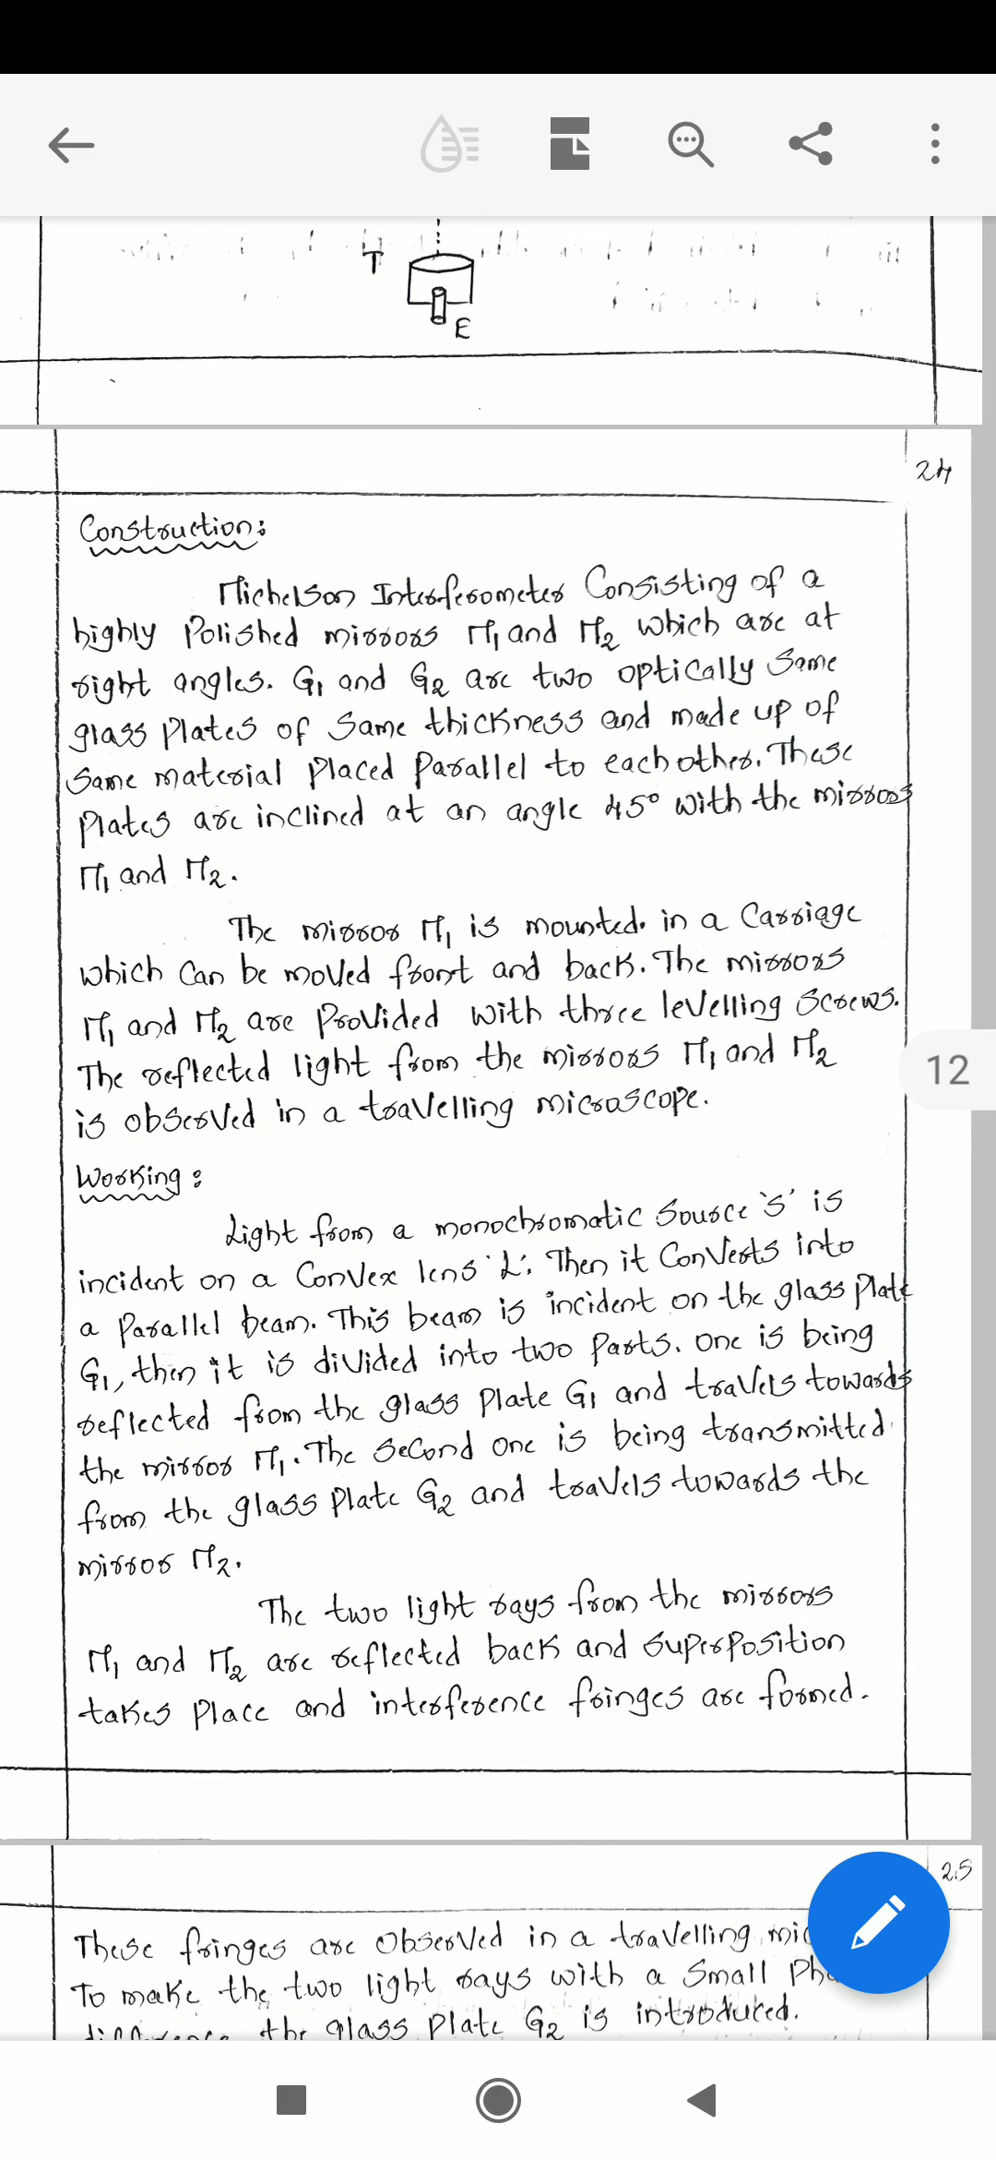 T
E
24
Construction:
Michelson Interferometer Consisting of a
highly Polished mirrors M1 and M2 which are at
right angles. G1 and G2 are two optically Same
glass Plates of Same thickness and made up of
Same material Placed Parallel to each other. These
Plates are inclined at an angle 45° with the mirrors
M1 and M2.
The mirror M1 is mounted. in a Carriage
which Can be moved front and back. The mirrors
M1 and M2 are Provided with three levelling Screws.
The reflected light from the mirrors M1 and M2
is observed in a travelling microscope.
12
Working:
Light from a monochromatic Source 'S' is
incident on a Convex lens 'L'. Then it Converts into
a Parallel beam. This beam is incident on the glass Plate
G1, then it is divided into two Parts. One is being
reflected from the glass Plate G1 and travels towards
the mirror M1. The Second One is being transmitted
from the glass Plate G2 and travels towards the
mirror M2.
The two light rays from the mirrors
M1 and M2 are reflected back and Superposition
takes Place and interference fringes are formed.
25
These fringes are Observed in a travelling
To make the two light rays with a Small
the glass Plate G2 is introduced.